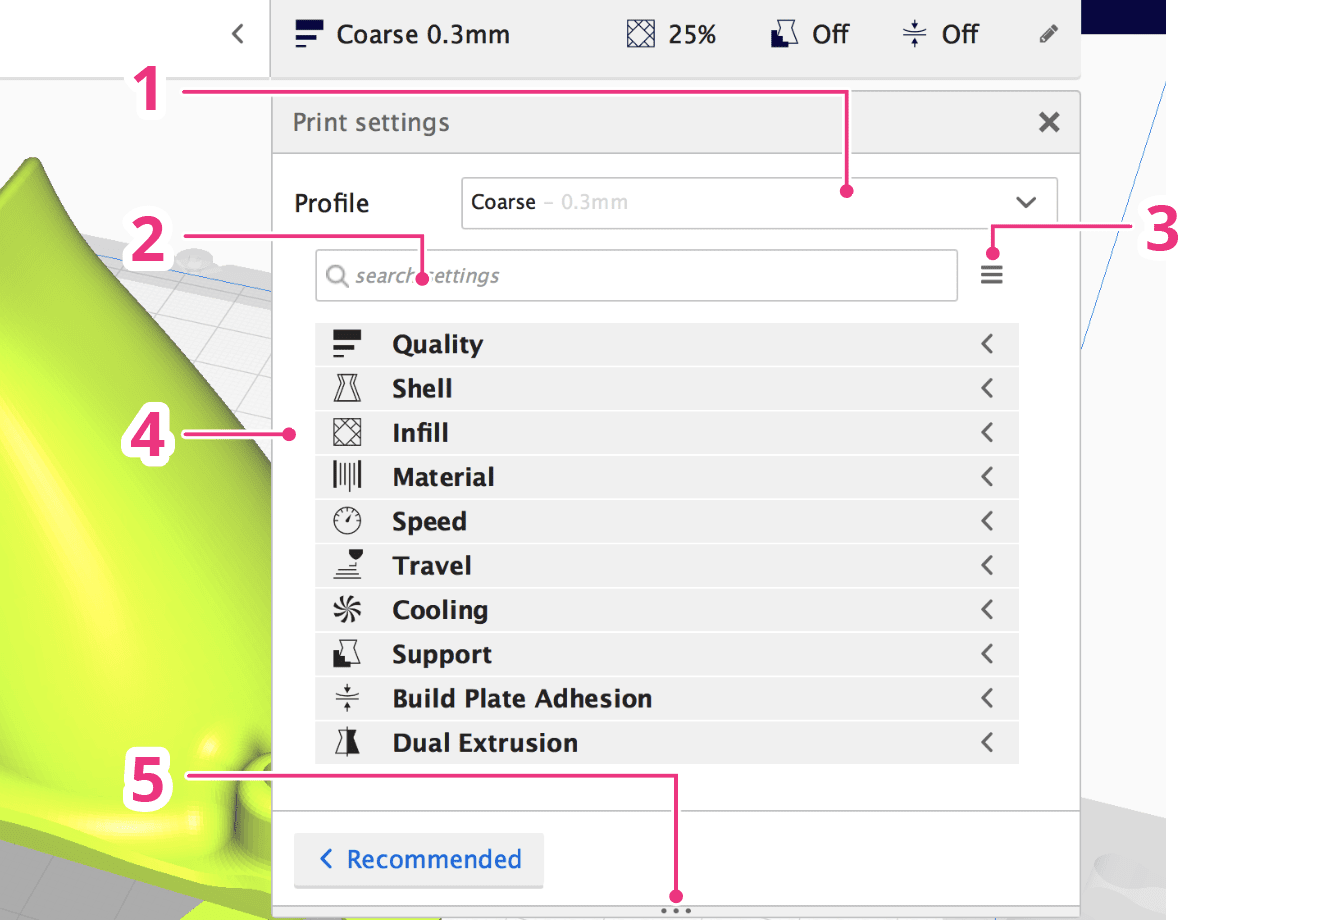 Coarse 0.3mm 25% Off Off
1
Print settings
Profile Coarse – 0.3mm
2
3
search settings
Quality
Shell
4
Infill
Material
Speed
Travel
Cooling
Support
Build Plate Adhesion
Dual Extrusion
5
Recommended